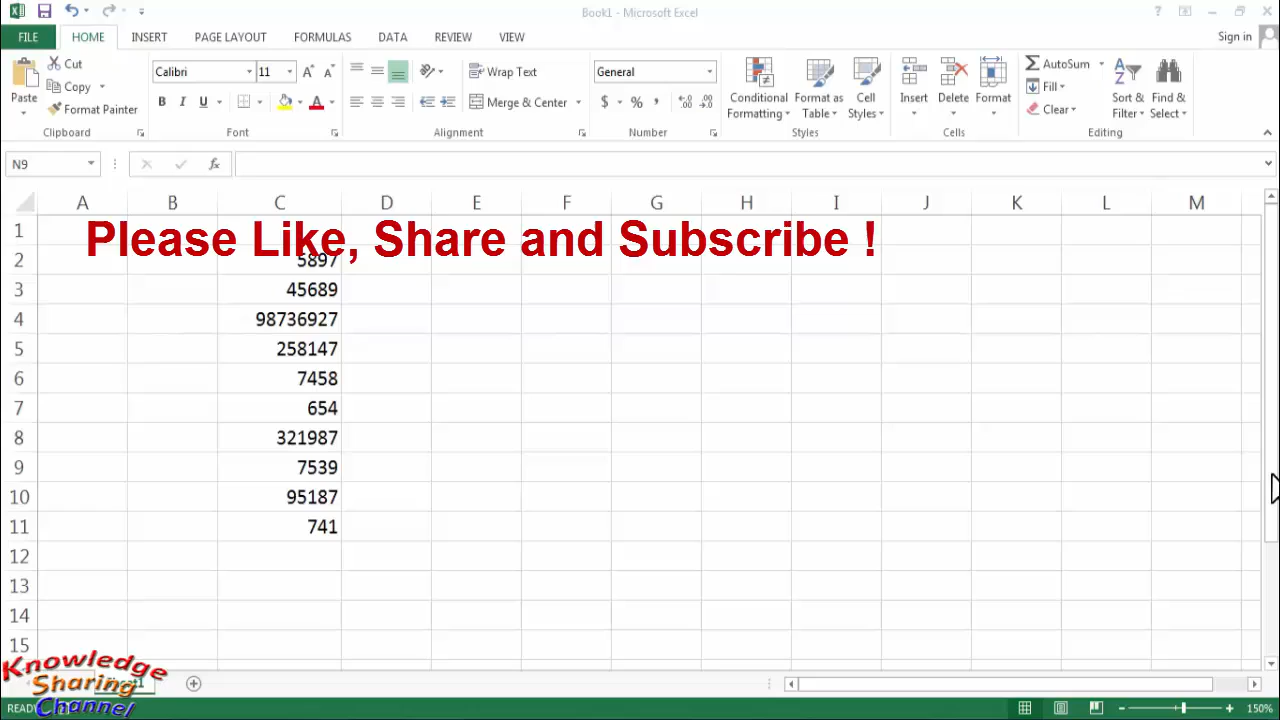 Book1 - Microsoft Excel
FILE HOME INSERT PAGE LAYOUT FORMULAS DATA REVIEW VIEW Sign in
Paste
Cut
Copy
Format Painter
Clipboard
Calibri 11
B I U
Font
Wrap Text
Merge & Center
Alignment
General
$ % ,
Number
Conditional Formatting
Format as Table
Cell Styles
Styles
Insert Delete Format
Cells
AutoSum
Fill
Clear
Sort & Filter
Find & Select
Editing
N9 fx
A B C D E F G H I J K L M
1
Please Like, Share and Subscribe !
2 5897
3 45689
4 98736927
5 258147
6 7458
7 654
8 321987
9 7539
10 95187
11 741
12
13
14
15
Knowledge
Sharing
Channel
150%